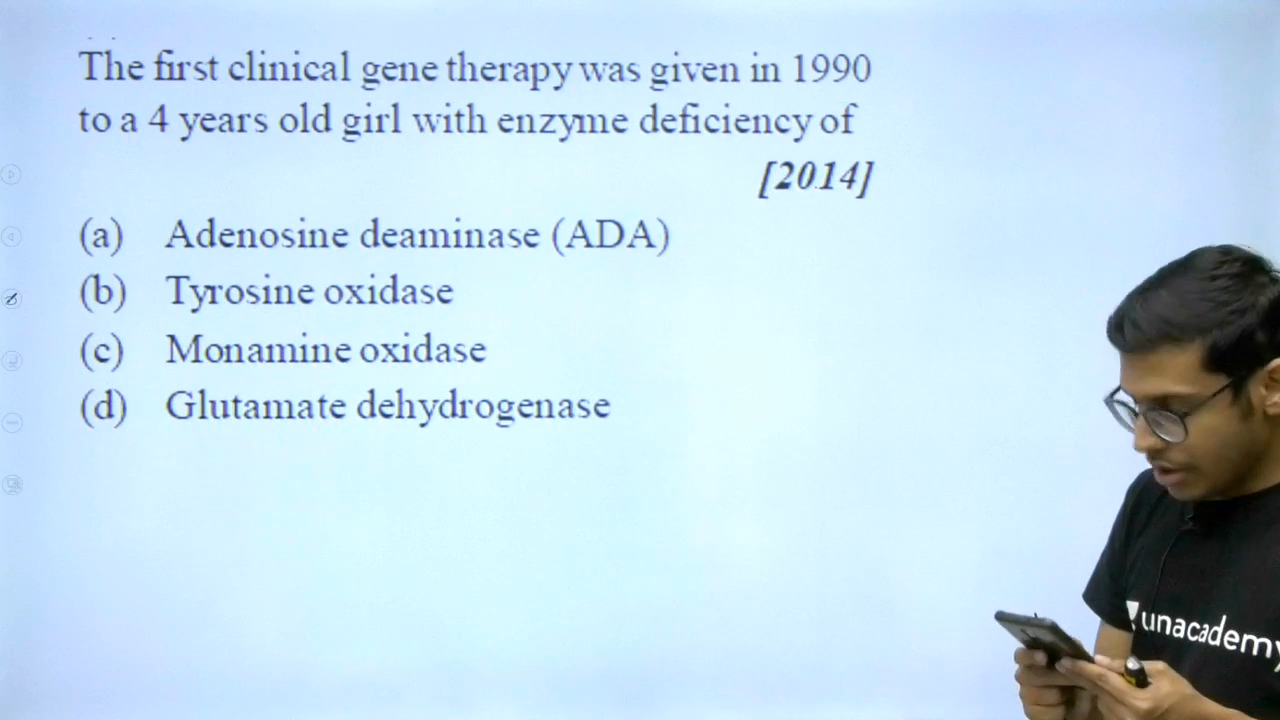 The first clinical gene therapy was given in 1990
to a 4 years old girl with enzyme deficiency of
[2014]
(a) Adenosine deaminase (ADA)
(b) Tyrosine oxidase
(c) Monamine oxidase
(d) Glutamate dehydrogenase
unacademy